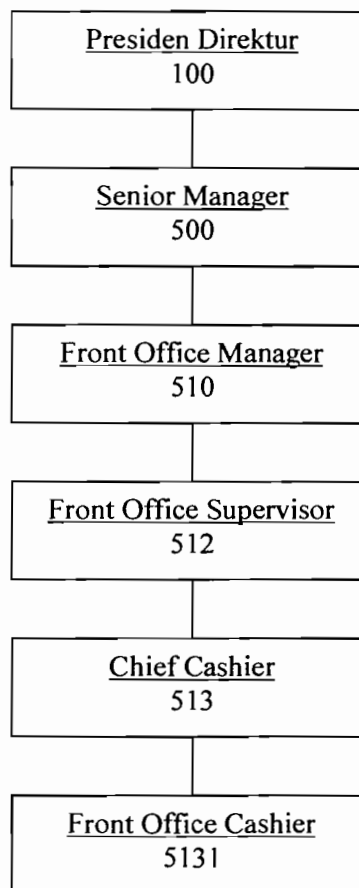 Presiden Direktur
100
Senior Manager
500
Front Office Manager
510
Front Office Supervisor
512
Chief Cashier
513
Front Office Cashier
5131